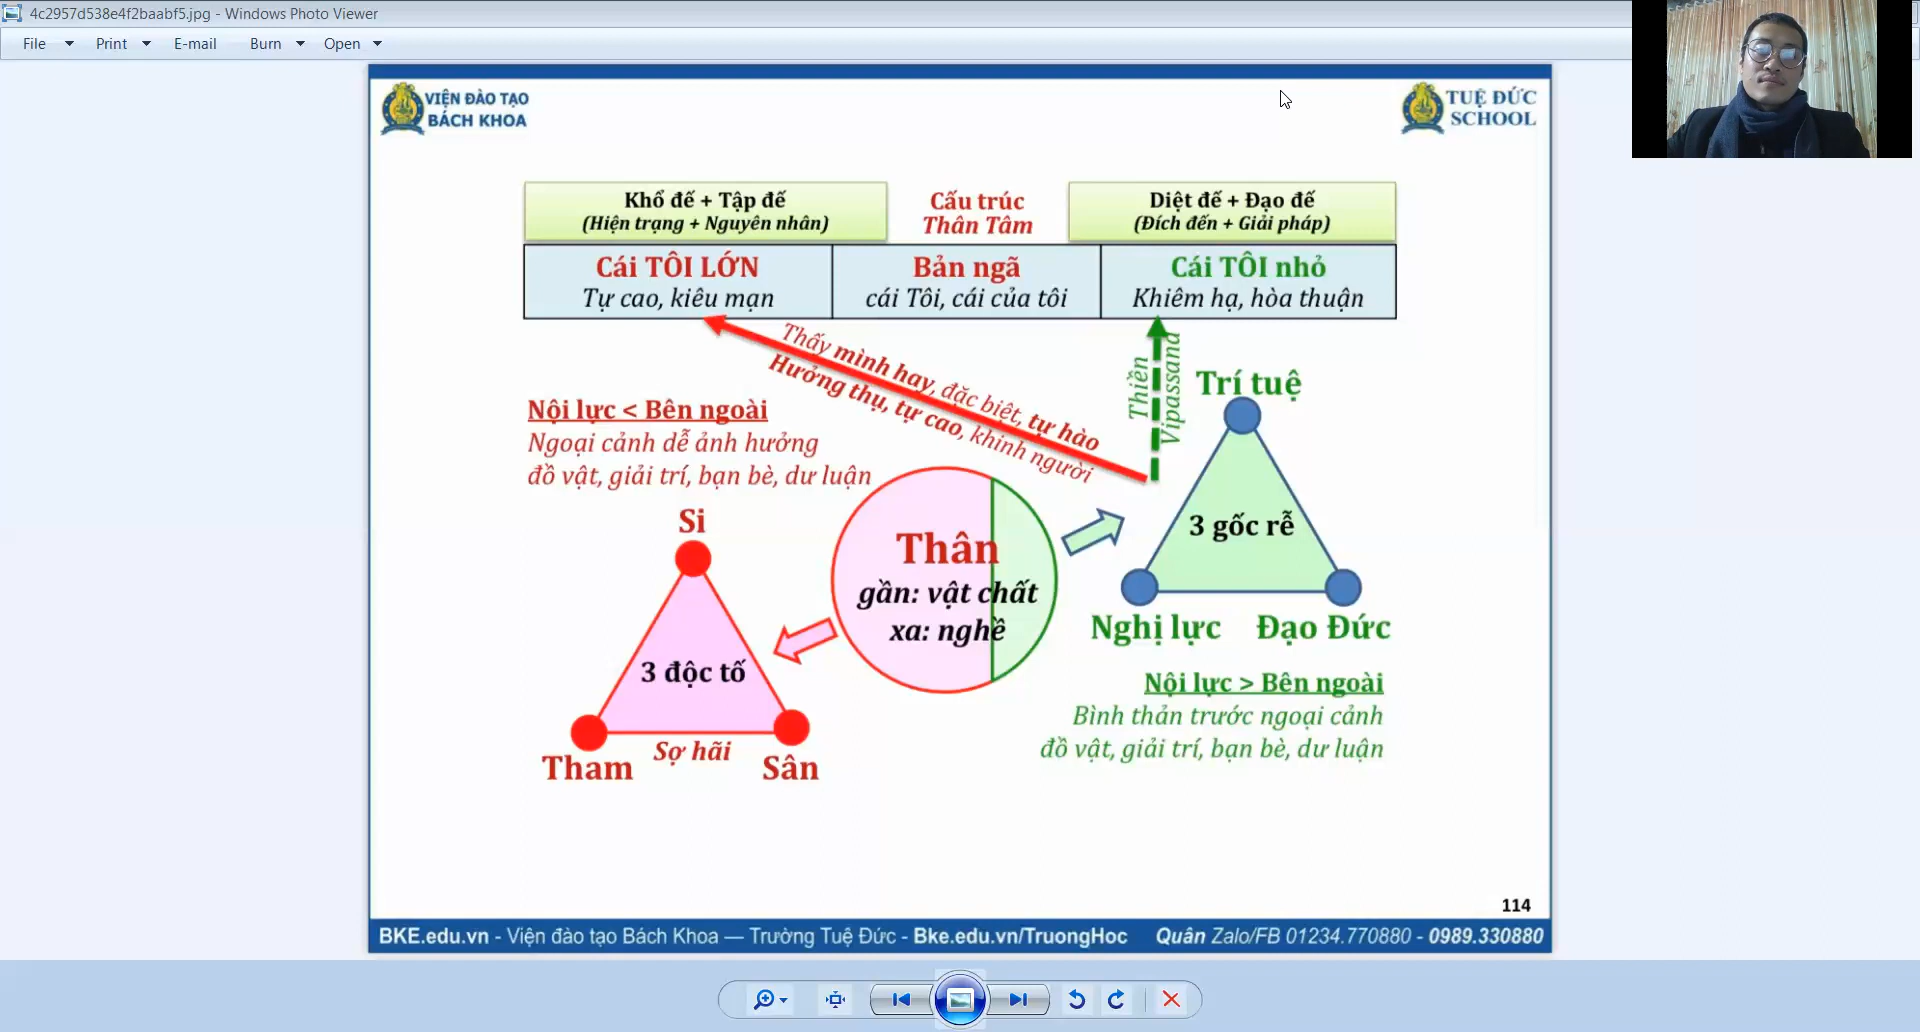 4c2957d538e4f2baabf5.jpg - Windows Photo Viewer
File Print E-mail Burn Open
VIỆN ĐÀO TẠO
BÁCH KHOA
TUỆ ĐỨC
SCHOOL
Khổ đế + Tập đế
(Hiện trạng + Nguyên nhân)
Cấu trúc
Thân Tâm
Diệt đế + Đạo đế
(Đích đến + Giải pháp)
Cái TÔI LỚN
Tự cao, kiêu mạn
Bản ngã
cái Tôi, cái của tôi
Cái TÔI nhỏ
Khiêm hạ, hòa thuận
Thấy mình hay, đặc biệt, tự hào
Hưởng thụ, tự cao, khinh người
Thiền
Vipassana
Trí tuệ
3 gốc rễ
Nghị lực
Đạo Đức
Nội lực < Bên ngoài
Ngoại cảnh dễ ảnh hưởng
đồ vật, giải trí, bạn bè, dư luận
Si
3 độc tố
Tham
Sợ hãi
Sân
Thân
gần: vật chất
xa: nghề
Nội lực > Bên ngoài
Bình thản trước ngoại cảnh
đồ vật, giải trí, bạn bè, dư luận
114
BKE.edu.vn - Viện đào tạo Bách Khoa — Trường Tuệ Đức - Bke.edu.vn/TruongHoc Quân Zalo/FB 01234.770880 - 0989.330880